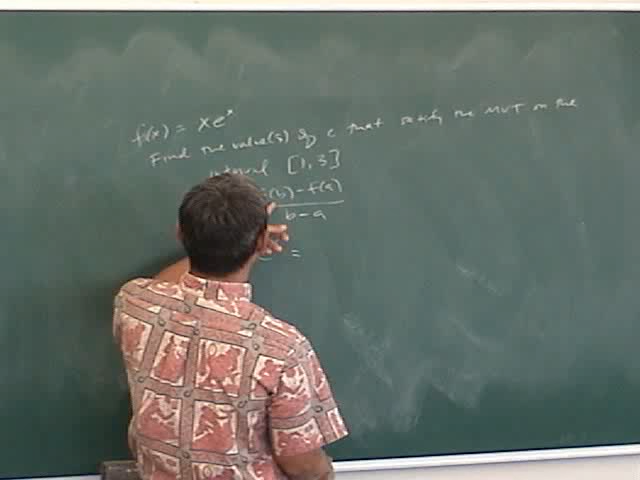 f(x) = xe^x
Find the value(s) of c that satisfy the MVT on the
interval [1, 3]
(b) - f(a)
b - a
=